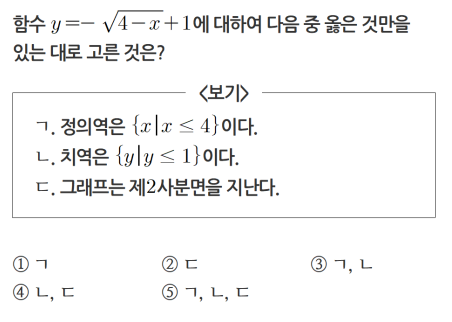 함수 y=− √(4−x)+1에 대하여 다음 중 옳은 것만을
있는 대로 고른 것은?
<보기>
ㄱ. 정의역은 {x|x ≤ 4}이다.
ㄴ. 치역은 {y|y ≤ 1}이다.
ㄷ. 그래프는 제2사분면을 지난다.
① ㄱ ② ㄷ ③ ㄱ, ㄴ
④ ㄴ, ㄷ ⑤ ㄱ, ㄴ, ㄷ